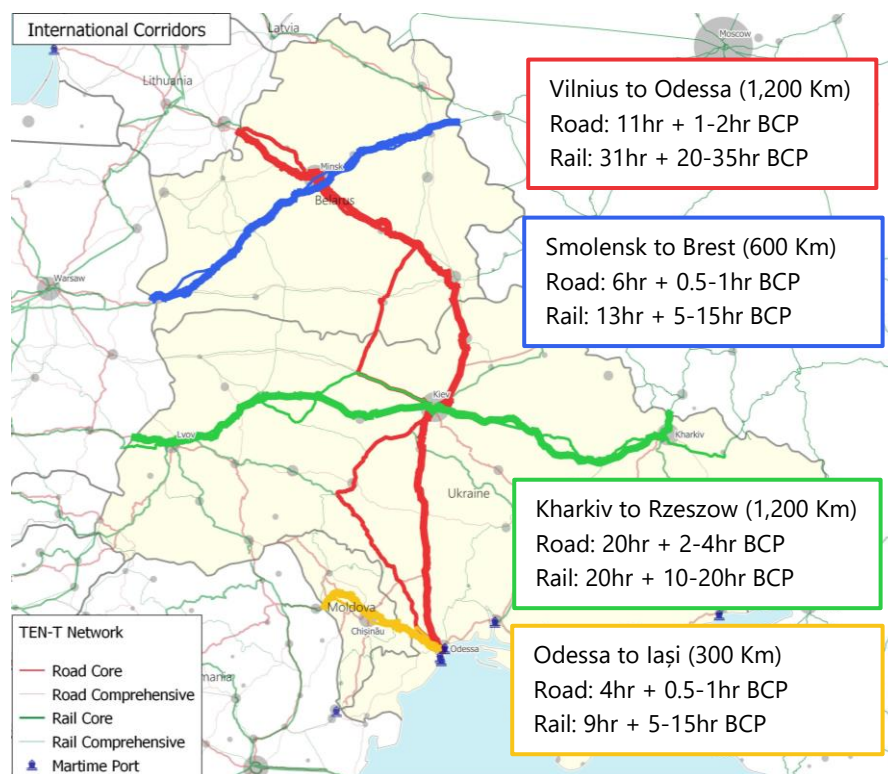 International Corridors
Latvia
Moscow
Lithuania
Vilnius to Odessa (1,200 Km)
Road: 11hr + 1-2hr BCP
Rail: 31hr + 20-35hr BCP
Minsk
Belarus
Smolensk to Brest (600 Km)
Road: 6hr + 0.5-1hr BCP
Rail: 13hr + 5-15hr BCP
Warsaw
Kiev
Lvov
Kharkiv
Ukraine
Kharkiv to Rzeszow (1,200 Km)
Road: 20hr + 2-4hr BCP
Rail: 20hr + 10-20hr BCP
Moldova
Chișinău
Odessa
Odessa to Iași (300 Km)
Road: 4hr + 0.5-1hr BCP
Rail: 9hr + 5-15hr BCP
TEN-T Network
Road Core
Road Comprehensive
mania
Rail Core
Rail Comprehensive
Martime Port